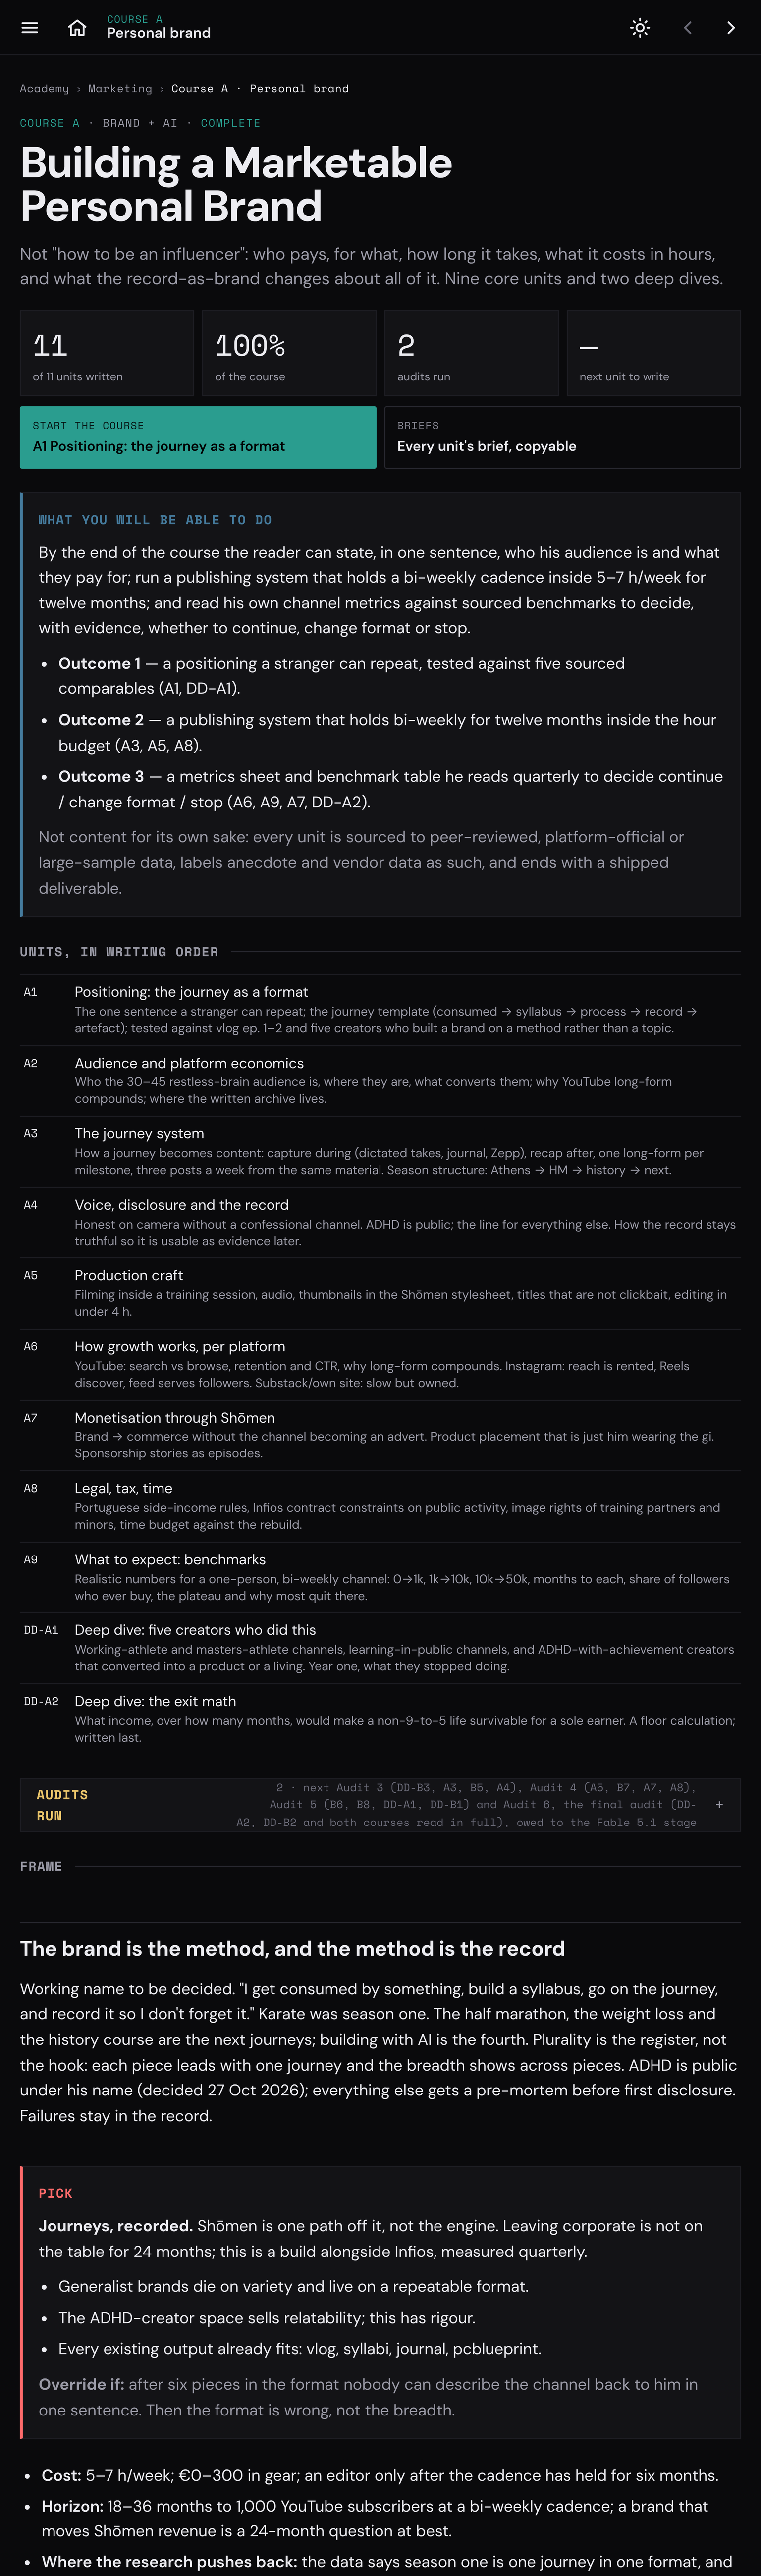 COURSE A
Personal brand
Academy › Marketing › Course A · Personal brand
COURSE A · BRAND + AI · COMPLETE
Building a Marketable
Personal Brand
Not "how to be an influencer": who pays, for what, how long it takes, what it costs in hours,
and what the record-as-brand changes about all of it. Nine core units and two deep dives.
11
of 11 units written
100%
of the course
2
audits run
—
next unit to write
START THE COURSE
A1 Positioning: the journey as a format
BRIEFS
Every unit's brief, copyable
WHAT YOU WILL BE ABLE TO DO
By the end of the course the reader can state, in one sentence, who his audience is and what
they pay for; run a publishing system that holds a bi-weekly cadence inside 5–7 h/week for
twelve months; and read his own channel metrics against sourced benchmarks to decide,
with evidence, whether to continue, change format or stop.
• Outcome 1 — a positioning a stranger can repeat, tested against five sourced
comparables (A1, DD-A1).
• Outcome 2 — a publishing system that holds bi-weekly for twelve months inside the hour
budget (A3, A5, A8).
• Outcome 3 — a metrics sheet and benchmark table he reads quarterly to decide continue
/ change format / stop (A6, A9, A7, DD-A2).
Not content for its own sake: every unit is sourced to peer-reviewed, platform-official or
large-sample data, labels anecdote and vendor data as such, and ends with a shipped
deliverable.
UNITS, IN WRITING ORDER
A1
Positioning: the journey as a format
The one sentence a stranger can repeat; the journey template (consumed → syllabus → process → record →
artefact); tested against vlog ep. 1–2 and five creators who built a brand on a method rather than a topic.
A2
Audience and platform economics
Who the 30–45 restless-brain audience is, where they are, what converts them; why YouTube long-form
compounds; where the written archive lives.
A3
The journey system
How a journey becomes content: capture during (dictated takes, journal, Zepp), recap after, one long-form per
milestone, three posts a week from the same material. Season structure: Athens → HM → history → next.
A4
Voice, disclosure and the record
Honest on camera without a confessional channel. ADHD is public; the line for everything else. How the record stays
truthful so it is usable as evidence later.
A5
Production craft
Filming inside a training session, audio, thumbnails in the Shōmen stylesheet, titles that are not clickbait, editing in
under 4 h.
A6
How growth works, per platform
YouTube: search vs browse, retention and CTR, why long-form compounds. Instagram: reach is rented, Reels
discover, feed serves followers. Substack/own site: slow but owned.
A7
Monetisation through Shōmen
Brand → commerce without the channel becoming an advert. Product placement that is just him wearing the gi.
Sponsorship stories as episodes.
A8
Legal, tax, time
Portuguese side-income rules, Infios contract constraints on public activity, image rights of training partners and
minors, time budget against the rebuild.
A9
What to expect: benchmarks
Realistic numbers for a one-person, bi-weekly channel: 0→1k, 1k→10k, 10k→50k, months to each, share of followers
who ever buy, the plateau and why most quit there.
DD-A1
Deep dive: five creators who did this
Working-athlete and masters-athlete channels, learning-in-public channels, and ADHD-with-achievement creators
that converted into a product or a living. Year one, what they stopped doing.
DD-A2
Deep dive: the exit math
What income, over how many months, would make a non-9-to-5 life survivable for a sole earner. A floor calculation;
written last.
AUDITS
RUN
2 · next Audit 3 (DD-B3, A3, B5, A4), Audit 4 (A5, B7, A7, A8),
Audit 5 (B6, B8, DD-A1, DD-B1) and Audit 6, the final audit (DD-
A2, DD-B2 and both courses read in full), owed to the Fable 5.1 stage
+
FRAME
The brand is the method, and the method is the record
Working name to be decided. "I get consumed by something, build a syllabus, go on the journey,
and record it so I don't forget it." Karate was season one. The half marathon, the weight loss and
the history course are the next journeys; building with AI is the fourth. Plurality is the register, not
the hook: each piece leads with one journey and the breadth shows across pieces. ADHD is public
under his name (decided 27 Oct 2026); everything else gets a pre-mortem before first disclosure.
Failures stay in the record.
PICK
Journeys, recorded. Shōmen is one path off it, not the engine. Leaving corporate is not on
the table for 24 months; this is a build alongside Infios, measured quarterly.
• Generalist brands die on variety and live on a repeatable format.
• The ADHD-creator space sells relatability; this has rigour.
• Every existing output already fits: vlog, syllabi, journal, pcblueprint.
Override if: after six pieces in the format nobody can describe the channel back to him in
one sentence. Then the format is wrong, not the breadth.
• Cost: 5–7 h/week; €0–300 in gear; an editor only after the cadence has held for six months.
• Horizon: 18–36 months to 1,000 YouTube subscribers at a bi-weekly cadence; a brand that
moves Shōmen revenue is a 24-month question at best.
• Where the research pushes back: the data says season one is one journey in one format, and